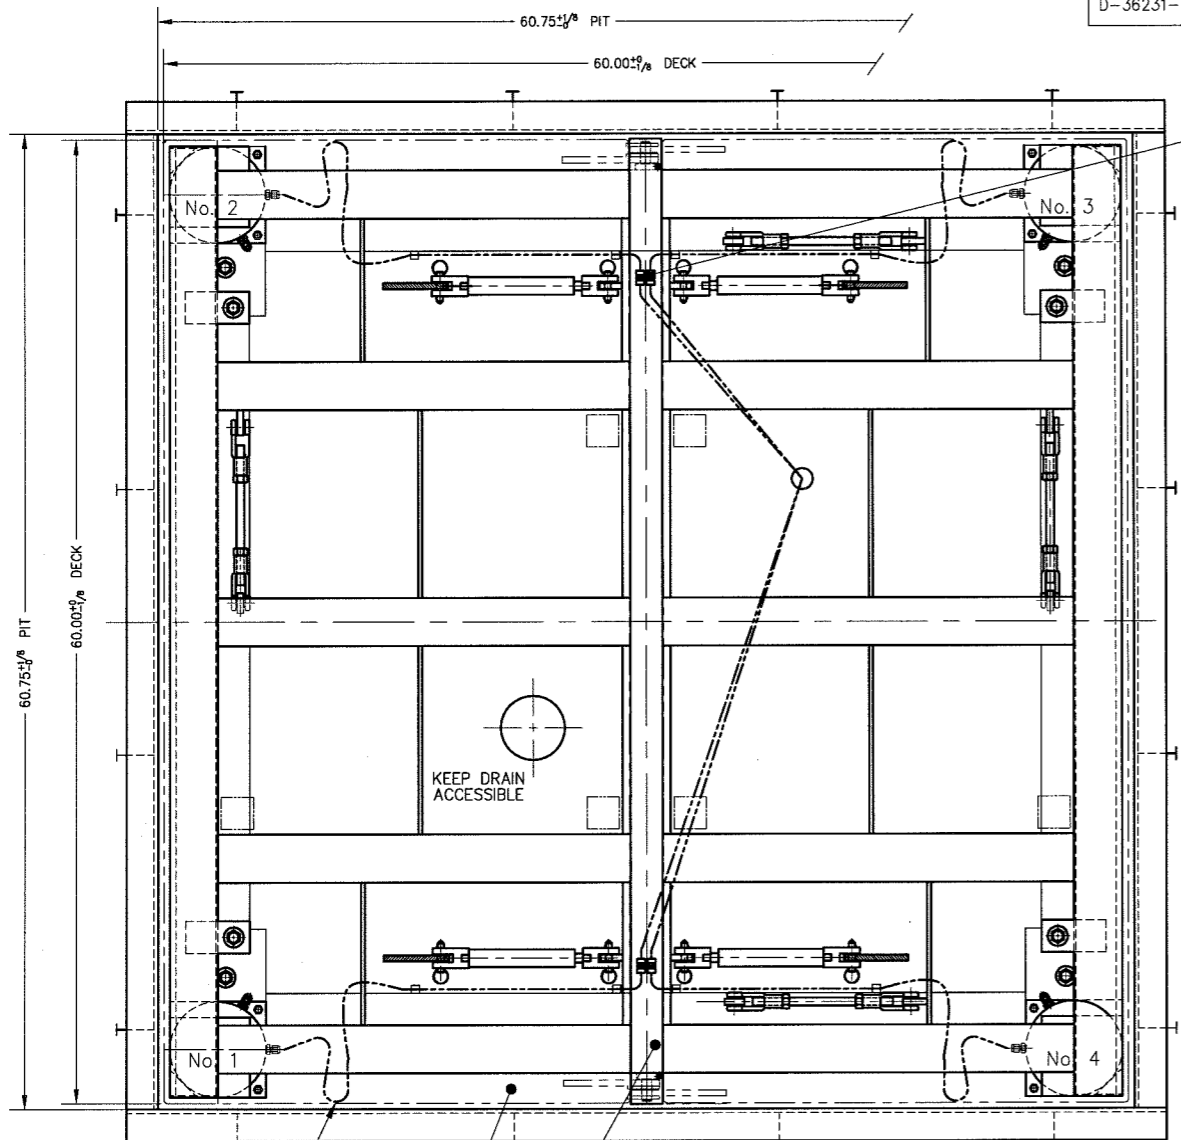 D-36231-
60.75+1/8-0 PIT
60.00+0-1/8 DECK
No. 2
No. 3
60.75+1/8-0 PIT
60.00+0-1/8 DECK
KEEP DRAIN
ACCESSIBLE
No. 1
No. 4